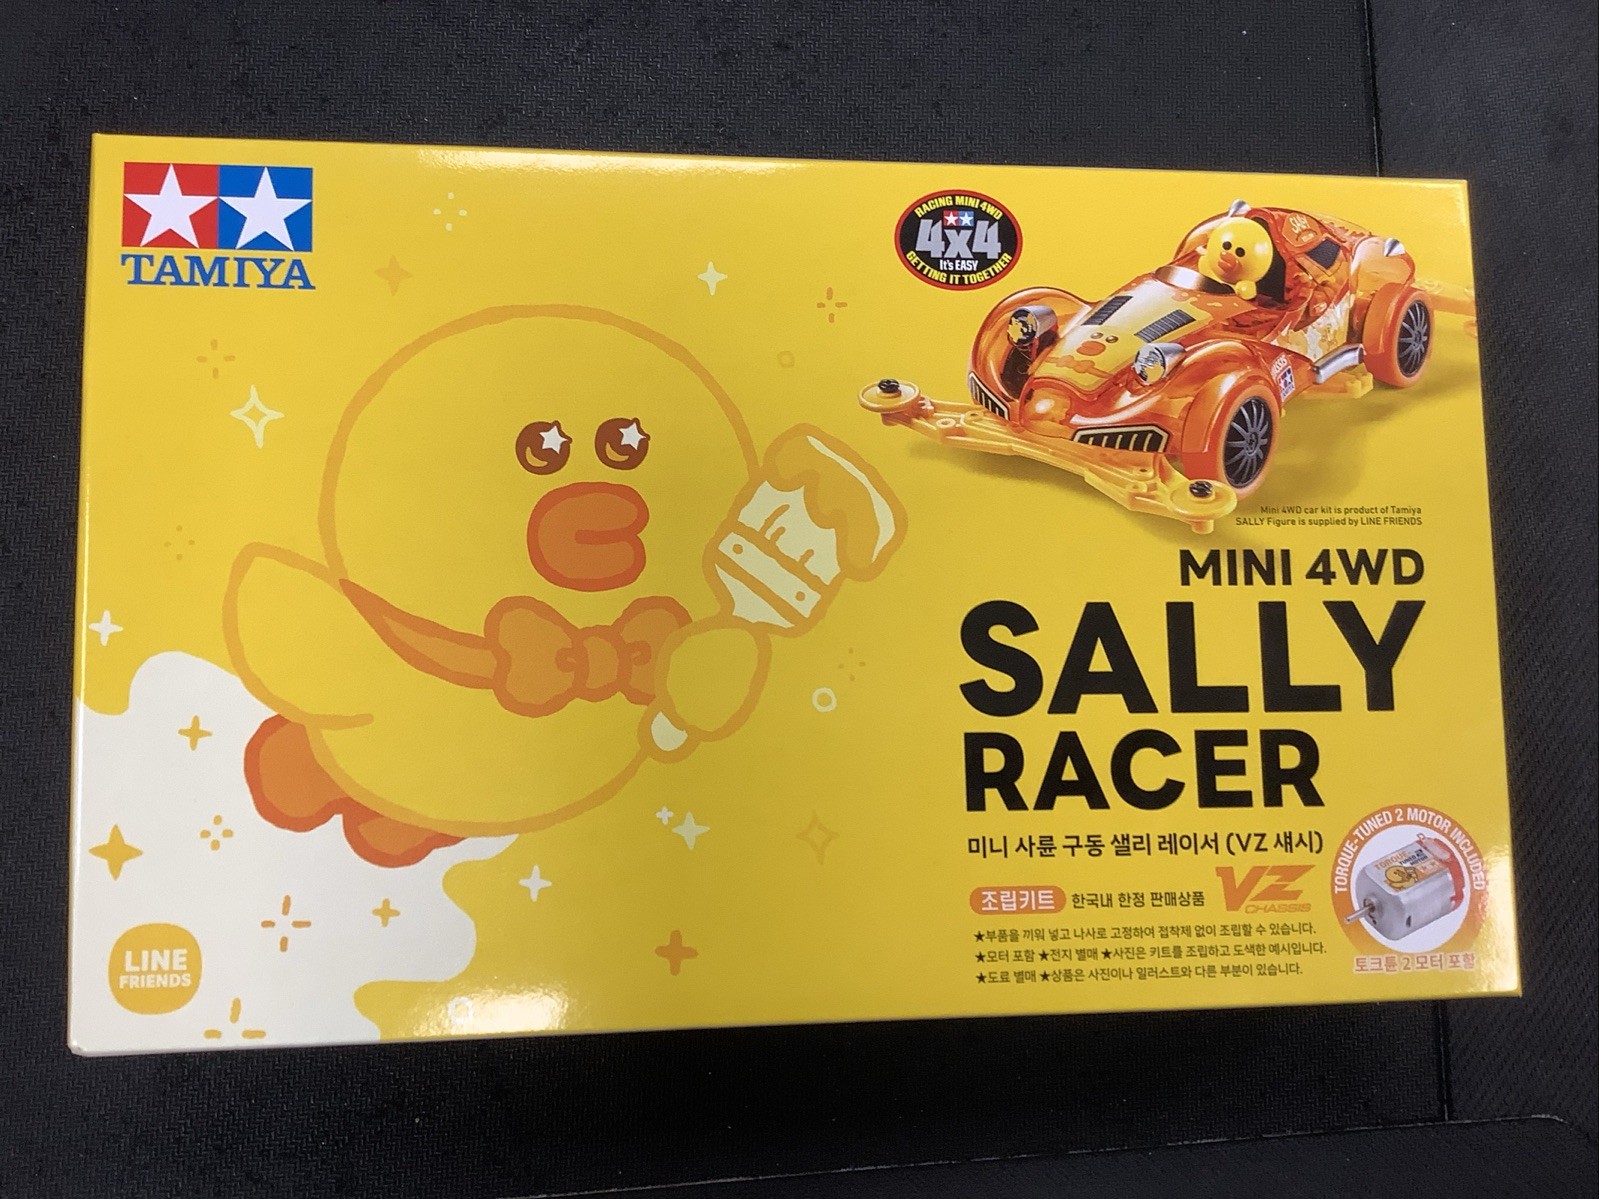 TAMIYA
RACING MINI 4WD
4x4
It's EASY
GETTING IT TOGETHER
Mini 4WD car kit is product of Tamiya
SALLY Figure is supplied by LINE FRIENDS
MINI 4WD
SALLY
RACER
미니 사륜 구동 샐리 레이서 (VZ 섀시)
조립키트 한국내 한정 판매상품
VZ
CHASSIS
★부품을 끼워 넣고 나사로 고정하여 접착제 없이 조립할 수 있습니다.
★모터 포함 ★전지 별매 ★사진은 키트를 조립하고 도색한 예시입니다.
★도료 별매 ★상품은 사진이나 일러스트와 다른 부분이 있습니다.
TORQUE-TUNED 2 MOTOR INCLUDED
토크튠 2 모터 포함
LINE
FRIENDS